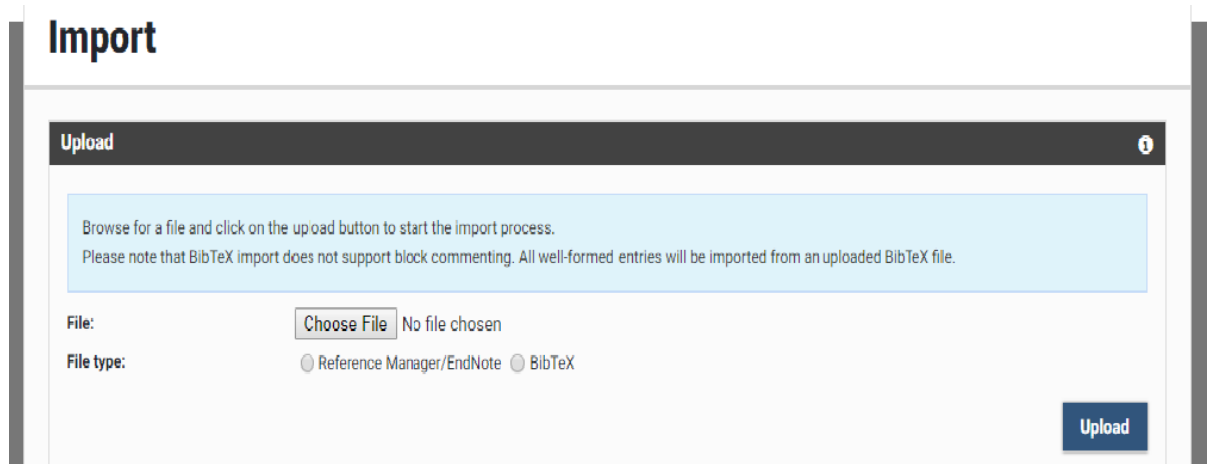 Import
Upload
Browse for a file and click on the upload button to start the import process.
Please note that BibTeX import does not support block commenting. All well-formed entries will be imported from an uploaded BibTeX file.
File: Choose File No file chosen
File type: Reference Manager/EndNote BibTeX
Upload